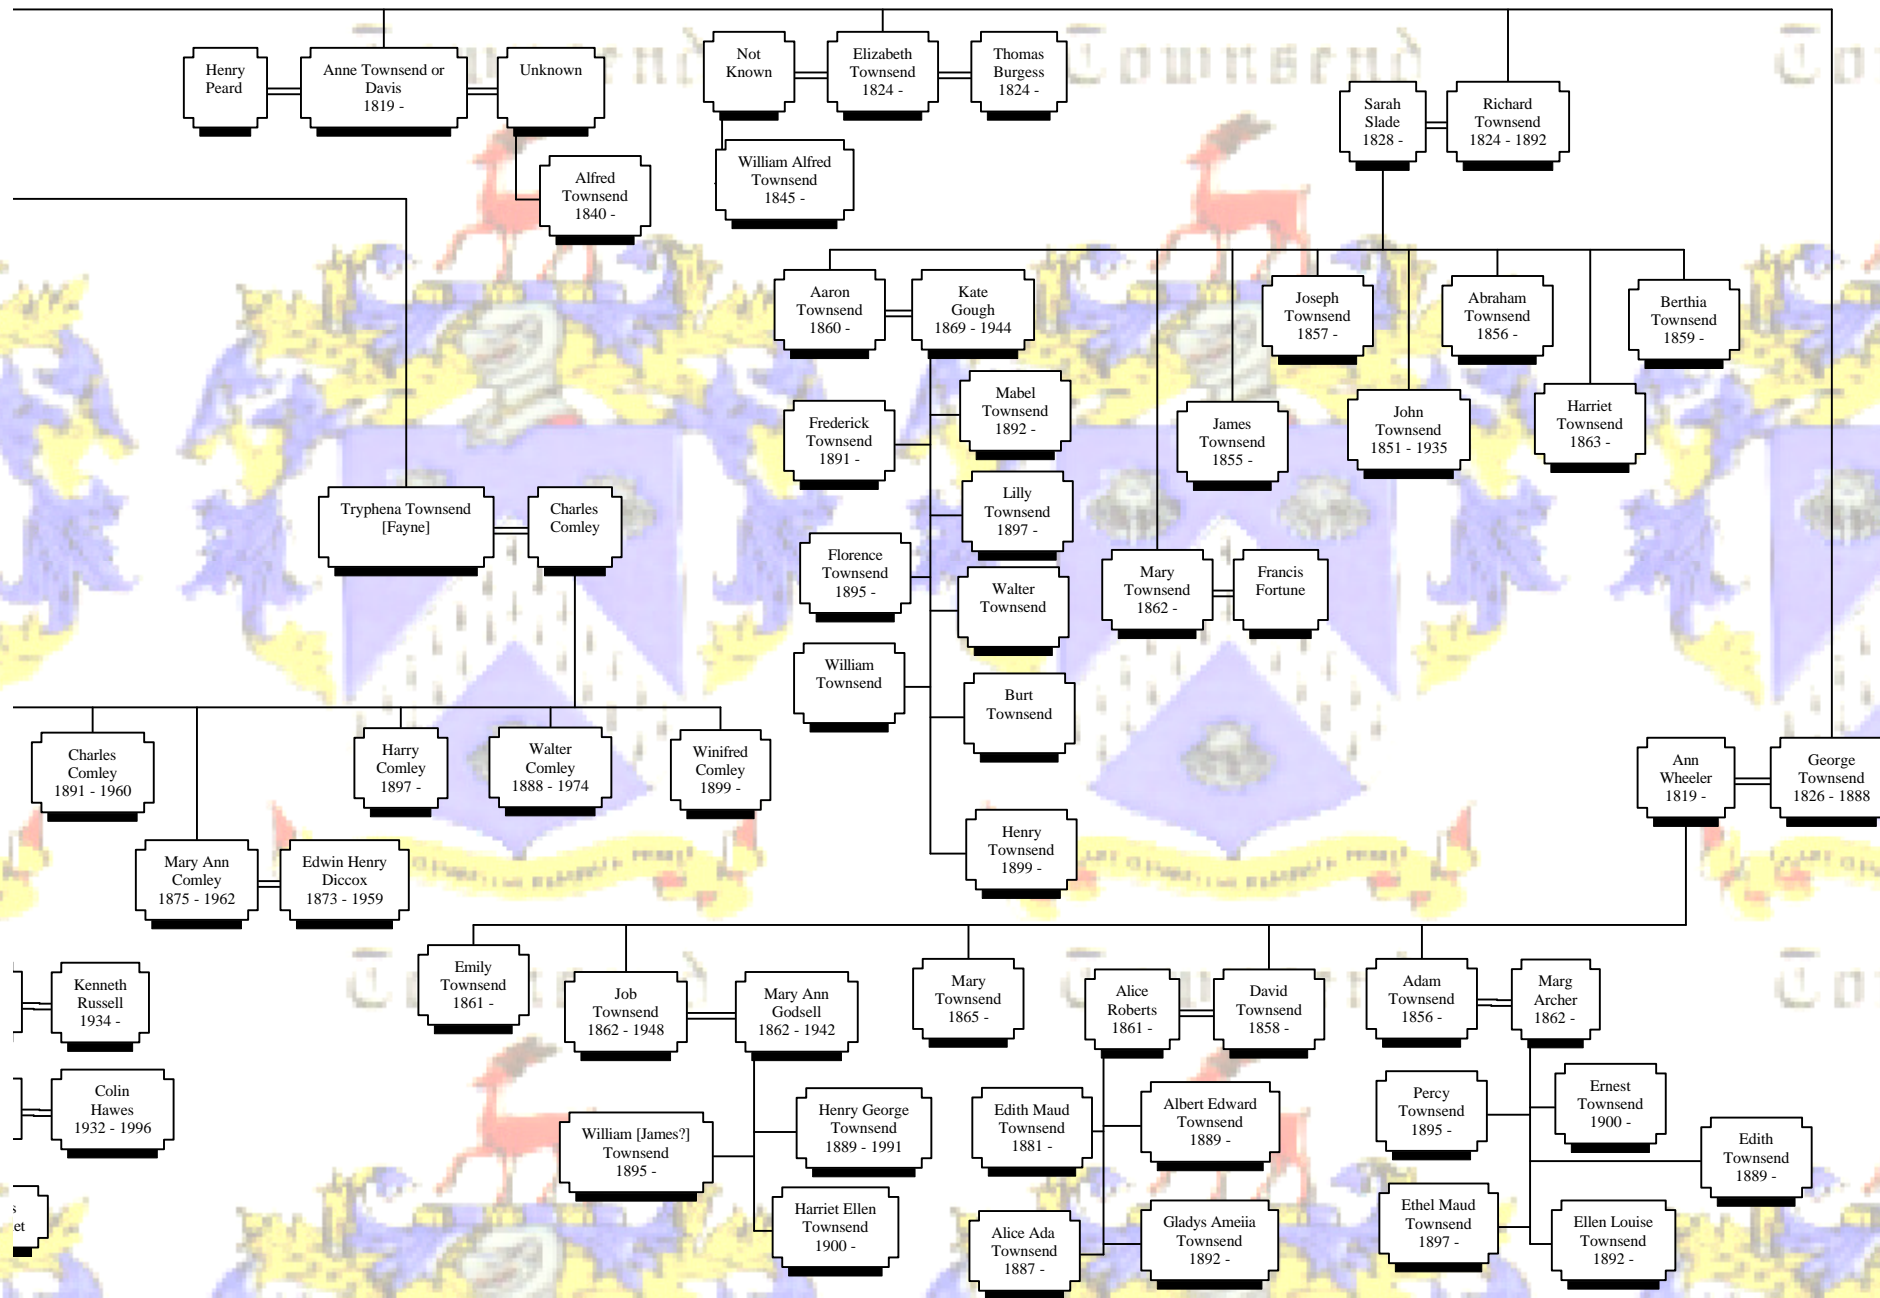 Henry
Peard
Anne Townsend or
Davis
1819 -
Unknown
Not
Known
Elizabeth
Townsend
1824 -
Thomas
Burgess
1824 -
Sarah
Slade
1828 -
Richard
Townsend
1824 - 1892
Alfred
Townsend
1840 -
William Alfred
Townsend
1845 -
Aaron
Townsend
1860 -
Kate
Gough
1869 - 1944
Joseph
Townsend
1857 -
Abraham
Townsend
1856 -
Berthia
Townsend
1859 -
Mabel
Townsend
1892 -
Frederick
Townsend
1891 -
James
Townsend
1855 -
John
Townsend
1851 - 1935
Harriet
Townsend
1863 -
Tryphena Townsend
[Fayne]
Charles
Comley
Lilly
Townsend
1897 -
Florence
Townsend
1895 -
Walter
Townsend
Mary
Townsend
1862 -
Francis
Fortune
William
Townsend
Burt
Townsend
Charles
Comley
1891 - 1960
Harry
Comley
1897 -
Walter
Comley
1888 - 1974
Winifred
Comley
1899 -
Ann
Wheeler
1819 -
George
Townsend
1826 - 1888
Henry
Townsend
1899 -
Mary Ann
Comley
1875 - 1962
Edwin Henry
Diccox
1873 - 1959
Kenneth
Russell
1934 -
Emily
Townsend
1861 -
Job
Townsend
1862 - 1948
Mary Ann
Godsell
1862 - 1942
Mary
Townsend
1865 -
Alice
Roberts
1861 -
David
Townsend
1858 -
Adam
Townsend
1856 -
Marg
Archer
1862 -
Colin
Hawes
1932 - 1996
William [James?]
Townsend
1895 -
Henry George
Townsend
1889 - 1991
Edith Maud
Townsend
1881 -
Albert Edward
Townsend
1889 -
Percy
Townsend
1895 -
Ernest
Townsend
1900 -
Edith
Townsend
1889 -
s
et
Harriet Ellen
Townsend
1900 -
Alice Ada
Townsend
1887 -
Gladys Ameiia
Townsend
1892 -
Ethel Maud
Townsend
1897 -
Ellen Louise
Townsend
1892 -
Townsend
Townsend